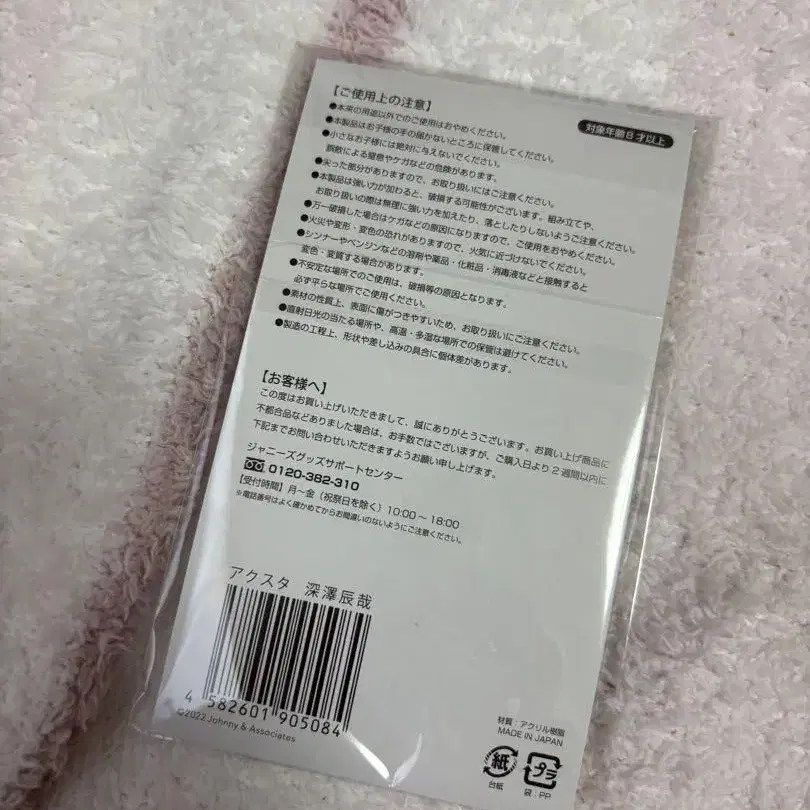 【ご使用上の注意】
対象年齢8才以上
●本来の用途以外でのご使用はおやめください。
●本製品はお子様の手の届かないところに保管してください。
●小さなお子様には絶対に与えないでください。
誤飲による窒息やケガなどの危険があります。
●尖った部分がありますので、お取り扱いにはご注意ください。
●本製品は強い力が加わると、破損する可能性がございます。組み立てや、
お取り扱いの際は無理に強い力を加えたり、落としたりしないようご注意ください。
●万一破損した場合はケガなどの原因になりますので、ご使用をおやめください。
●火災や変形・変色の恐れがありますので、火気に近づけないでください。
●シンナーやベンジンなどの溶剤や薬品・化粧品・消毒液などと接触すると
変色・変質する場合があります。
●不安定な場所でのご使用は、破損等の原因となります。
必ず平らな場所でご使用ください。
●素材の性質上、表面に傷がつきやすいため、お取り扱いにご注意ください。
●直射日光の当たる場所や、高温・多湿な場所での保管は避けてください。
●製造の工程上、形状や差し込みの具合に個体差があります。
【お客様へ】
この度はお買い上げいただきまして、誠にありがとうございます。お買い上げ商品に
不都合品などありました場合は、お手数ではございますが、ご購入日より2週間以内に
下記までお問い合わせいただきますようお願い申し上げます。
ジャニーズグッズサポートセンター
0120-382-310
【受付時間】月～金（祝祭日を除く）10:00～18:00
※電話番号はよく確かめてからお間違いのないようにご注意ください。
アクスタ 深澤辰哉
4 582601 905084
©2022 Johnny & Associates
材質：アクリル樹脂
MADE IN JAPAN
紙
台紙
プラ
袋：PP